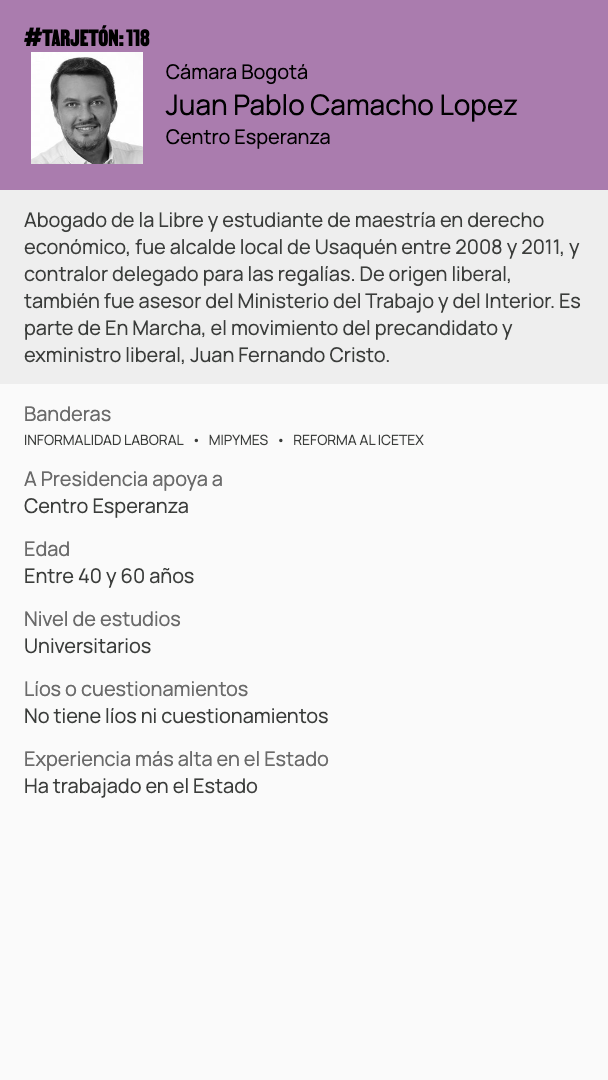 #TARJETÓN: 118
Cámara Bogotá
Juan Pablo Camacho Lopez
Centro Esperanza
Abogado de la Libre y estudiante de maestría en derecho
económico, fue alcalde local de Usaquén entre 2008 y 2011, y
contralor delegado para las regalías. De origen liberal,
también fue asesor del Ministerio del Trabajo y del Interior. Es
parte de En Marcha, el movimiento del precandidato y
exministro liberal, Juan Fernando Cristo.
Banderas
INFORMALIDAD LABORAL • MIPYMES • REFORMA AL ICETEX
A Presidencia apoya a
Centro Esperanza
Edad
Entre 40 y 60 años
Nivel de estudios
Universitarios
Líos o cuestionamientos
No tiene líos ni cuestionamientos
Experiencia más alta en el Estado
Ha trabajado en el Estado